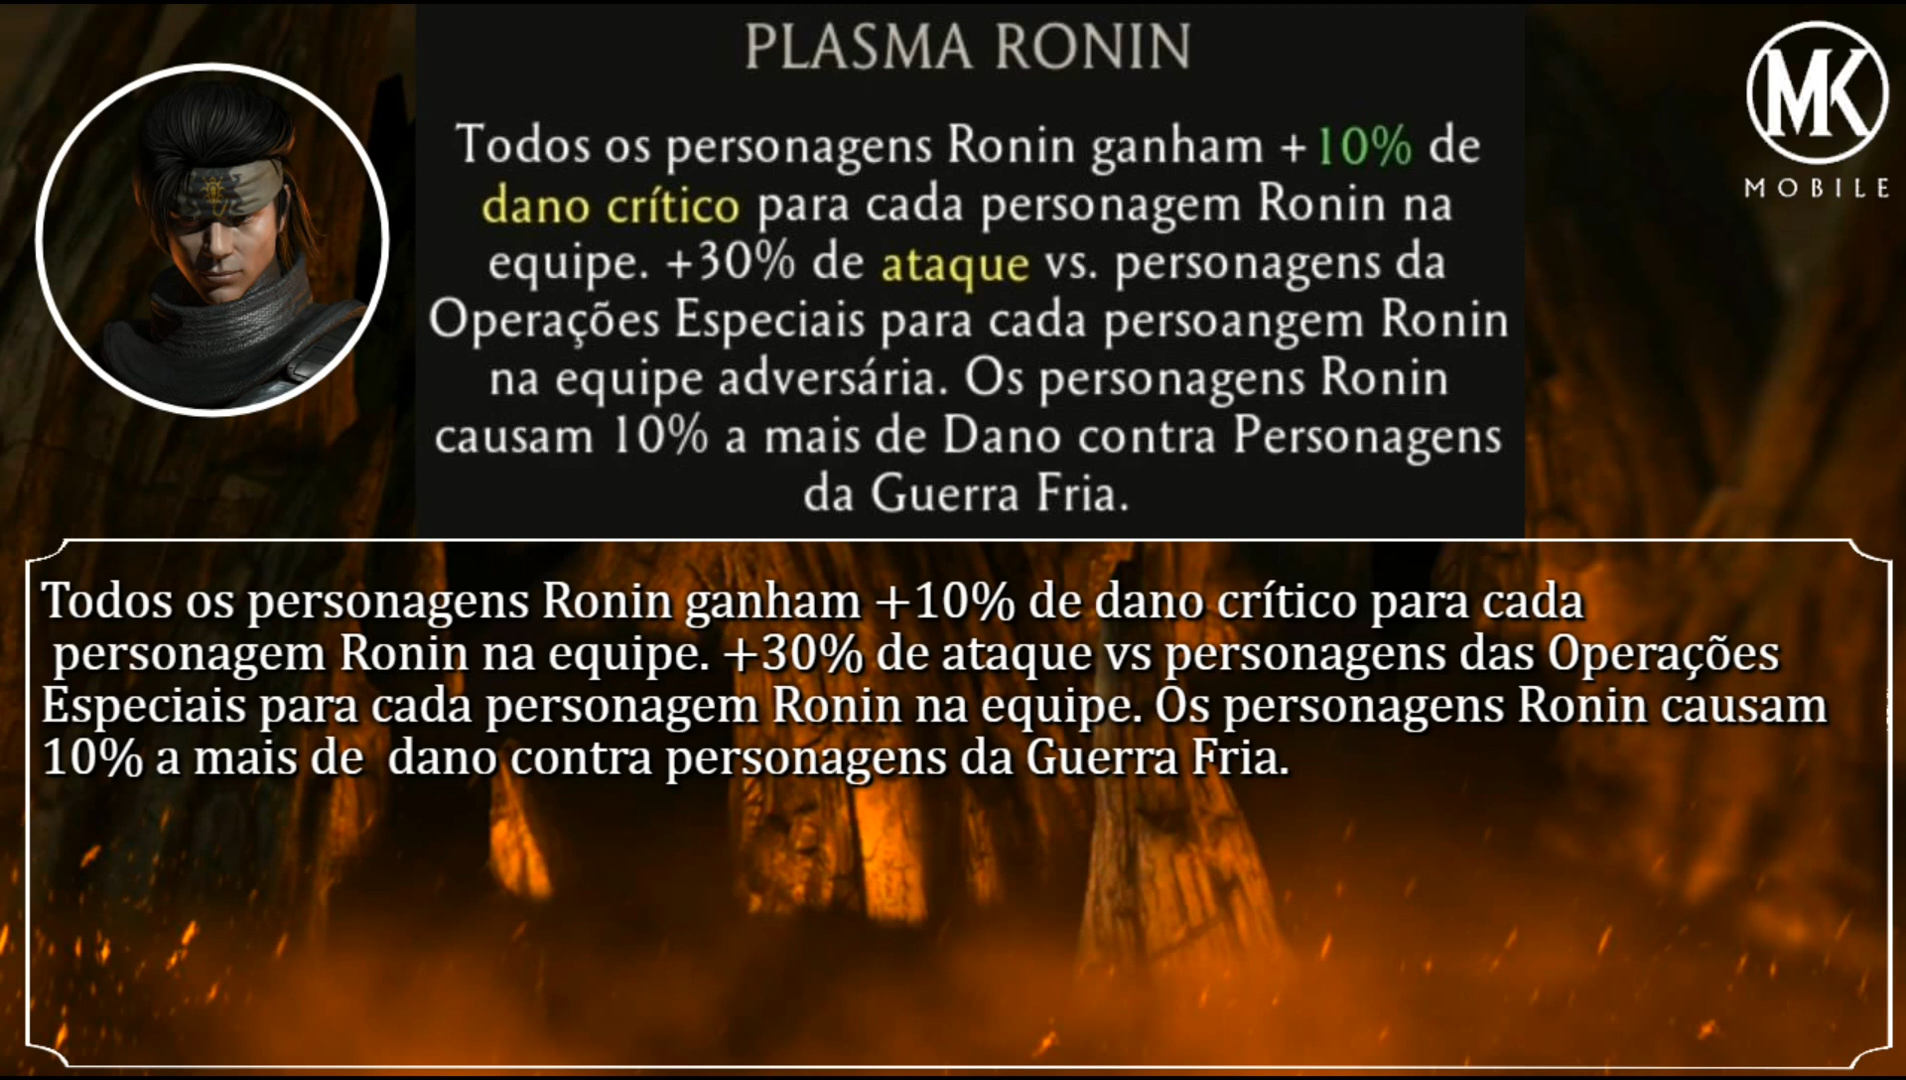 PLASMA RONIN
Todos os personagens Ronin ganham +10% de
dano crítico para cada personagem Ronin na
equipe. +30% de ataque vs. personagens da
Operações Especiais para cada persoangem Ronin
na equipe adversária. Os personagens Ronin
causam 10% a mais de Dano contra Personagens
da Guerra Fria.
MK
MOBILE
Todos os personagens Ronin ganham +10% de dano crítico para cada
personagem Ronin na equipe. +30% de ataque vs personagens das Operações
Especiais para cada personagem Ronin na equipe. Os personagens Ronin causam
10% a mais de  dano contra personagens da Guerra Fria.